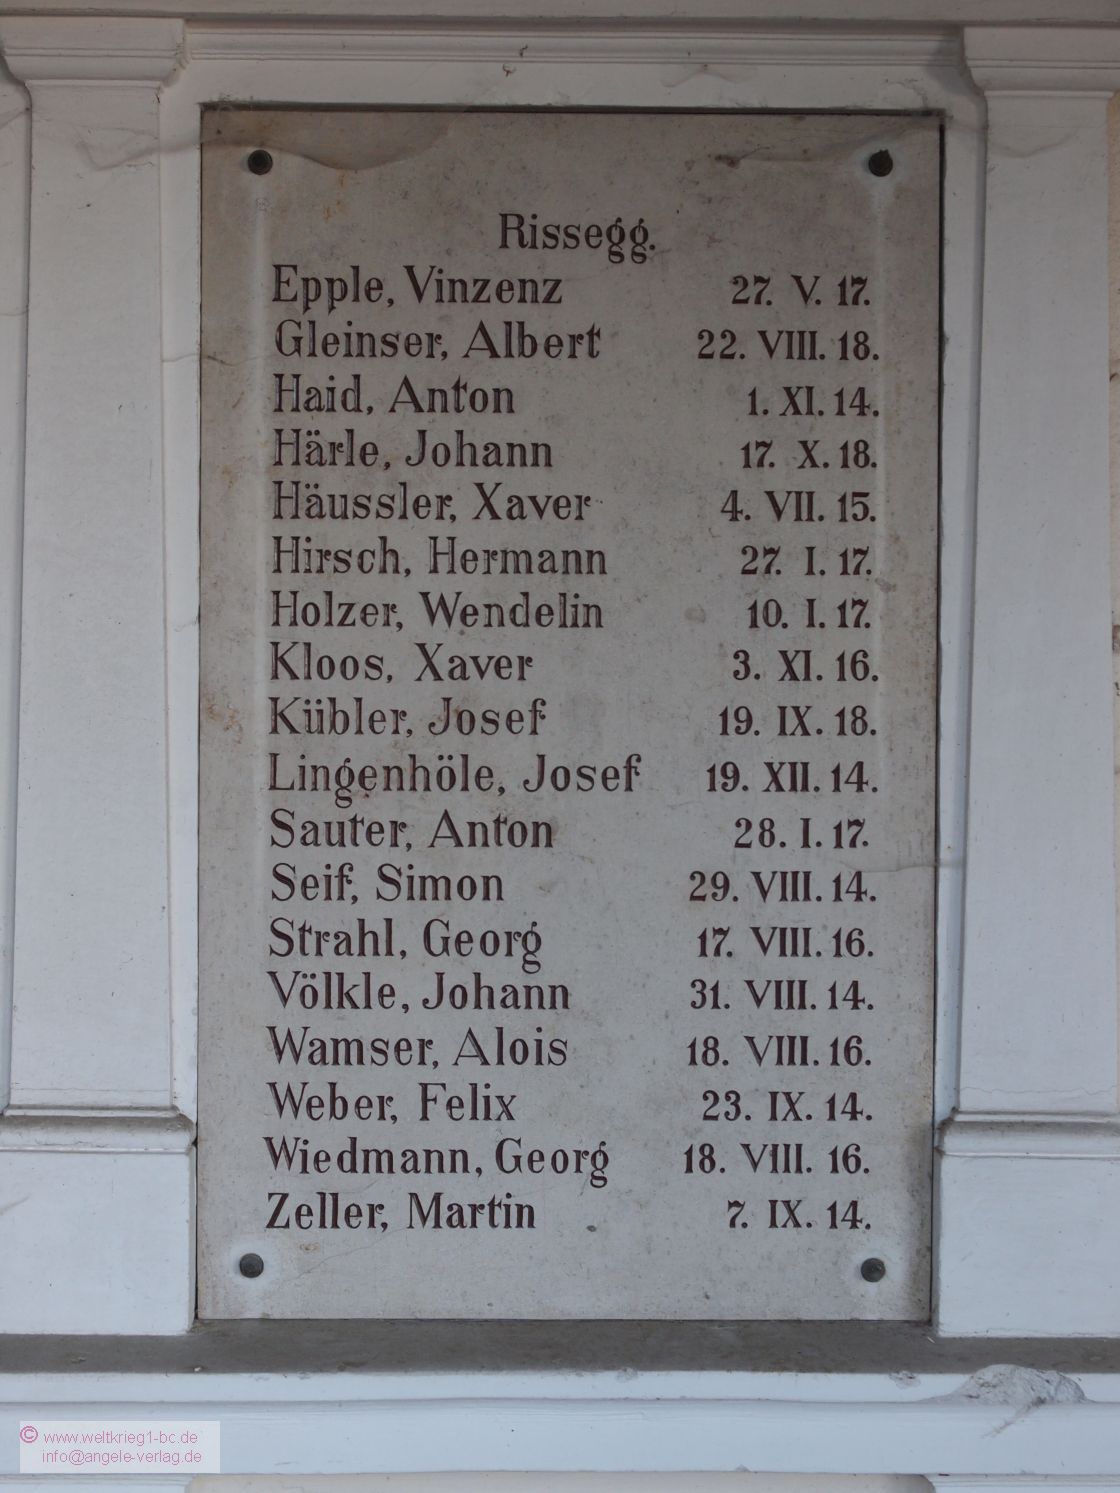 Rissegg.
Epple, Vinzenz 27. V. 17.
Gleinser, Albert 22. VIII. 18.
Haid, Anton 1. XI. 14.
Härle, Johann 17. X. 18.
Häussler, Xaver 4. VII. 15.
Hirsch, Hermann 27. I. 17.
Holzer, Wendelin 10. I. 17.
Kloos, Xaver 3. XI. 16.
Kübler, Josef 19. IX. 18.
Lingenhöle, Josef 19. XII. 14.
Sauter, Anton 28. I. 17.
Seif, Simon 29. VIII. 14.
Strahl, Georg 17. VIII. 16.
Völkle, Johann 31. VIII. 14.
Wamser, Alois 18. VIII. 16.
Weber, Felix 23. IX. 14.
Wiedmann, Georg 18. VIII. 16.
Zeller, Martin 7. IX. 14.
© www.weltkrieg1-bc.de
info@angele-verlag.de